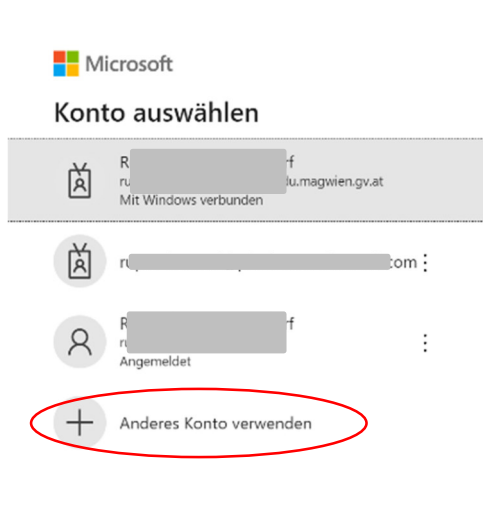 Microsoft
Konto auswählen
Mit Windows verbunden
Angemeldet
Anderes Konto verwenden